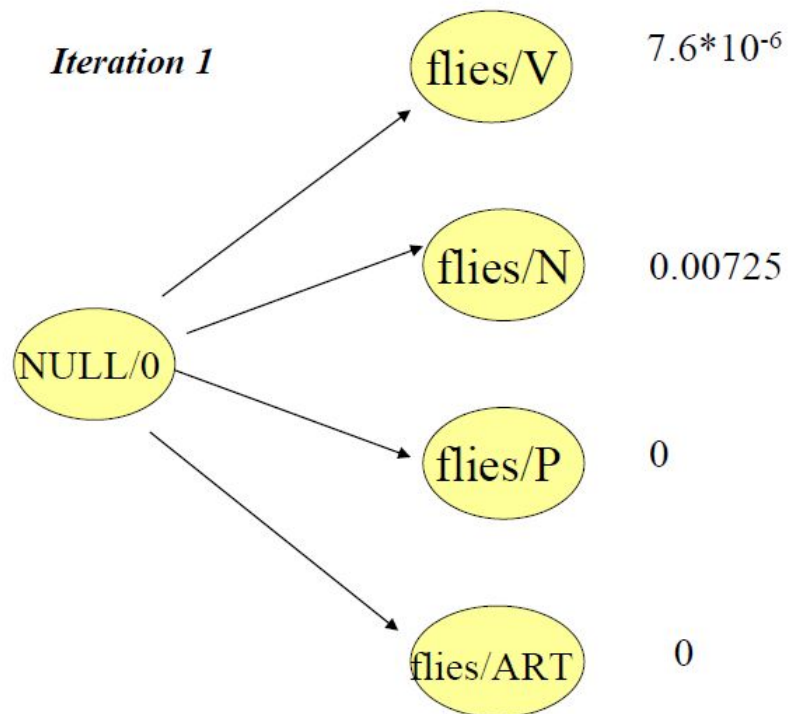 Iteration 1
flies/V 7.6*10⁻⁶
flies/N 0.00725
NULL/0
flies/P 0
flies/ART 0